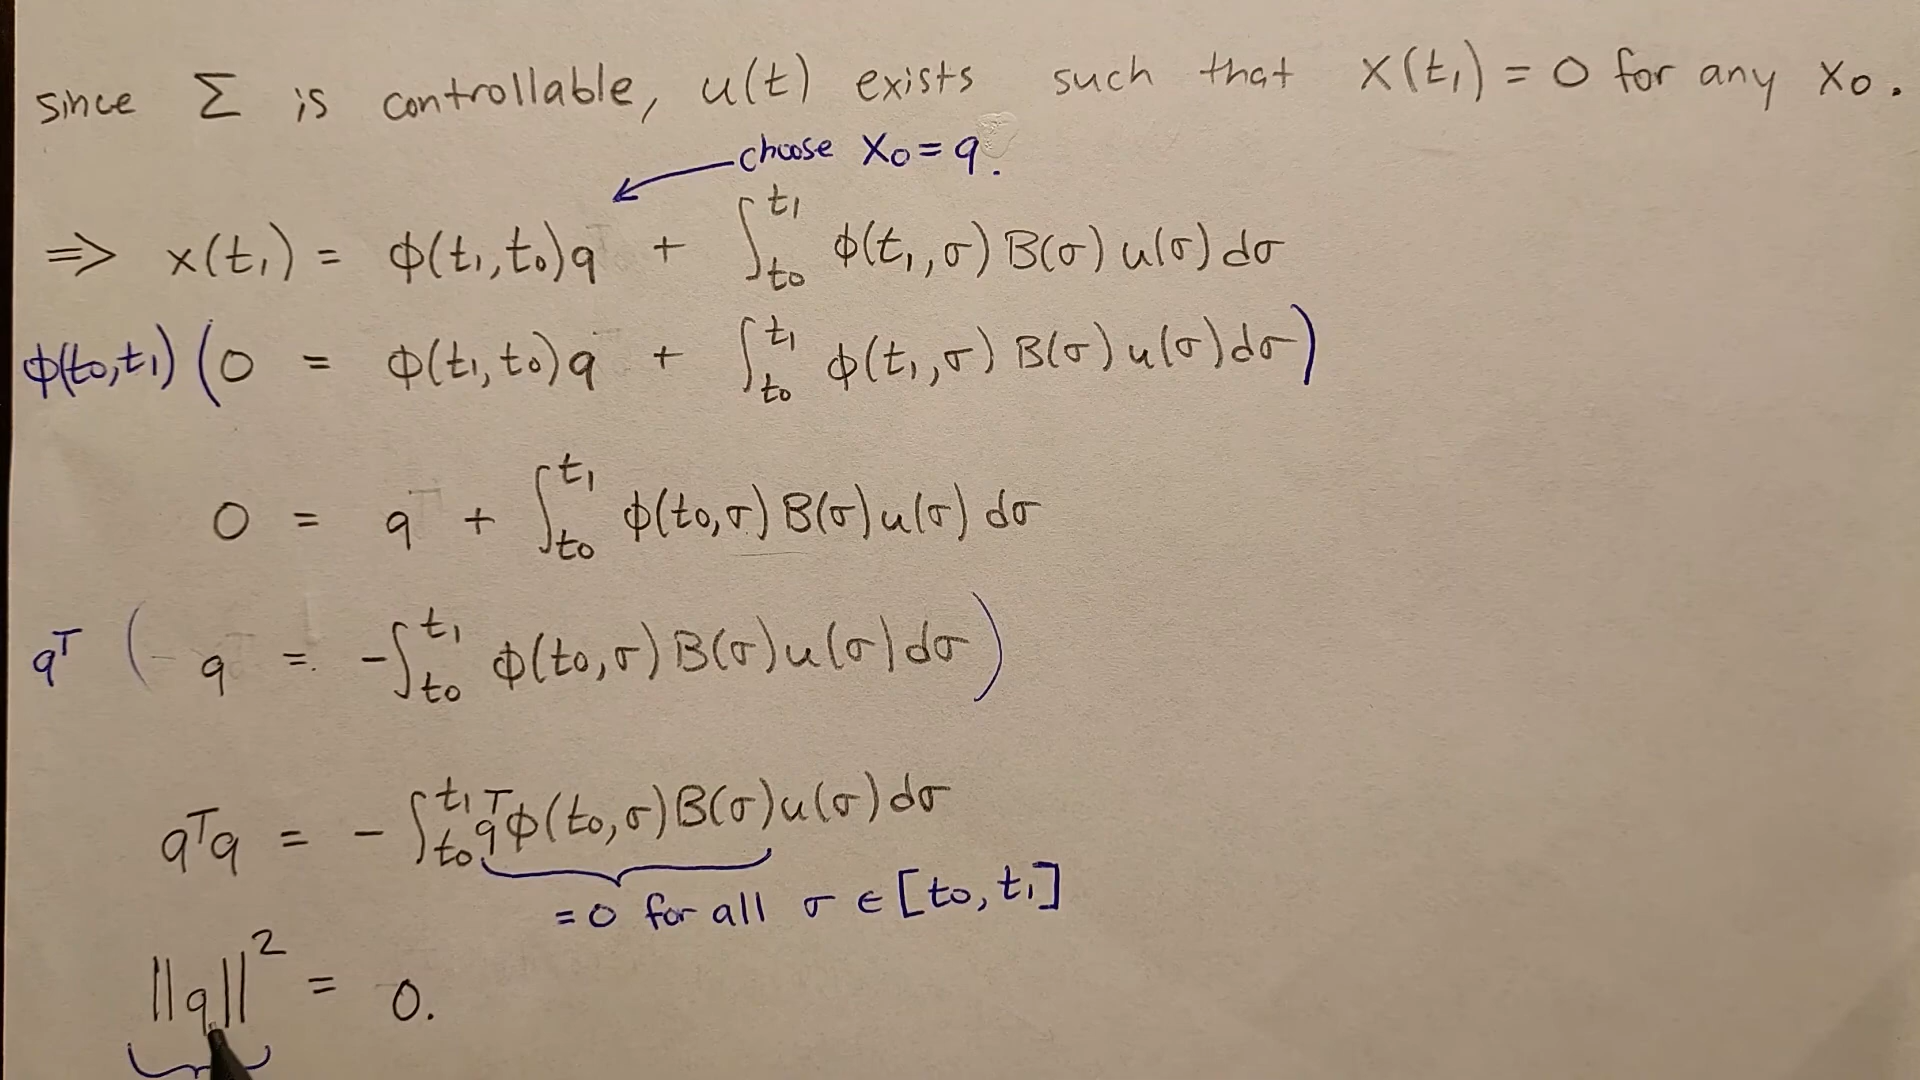 since Σ is controllable, u(t) exists such that x(t₁) = 0 for any x₀.
choose x₀ = q.
⇒ x(t₁) = ϕ(t₁,t₀)q + ∫_{t₀}^{t₁} ϕ(t₁,σ) B(σ) u(σ) dσ
ϕ(t₀,t₁) (0 = ϕ(t₁,t₀)q + ∫_{t₀}^{t₁} ϕ(t₁,σ) B(σ) u(σ) dσ)
0 = q + ∫_{t₀}^{t₁} ϕ(t₀,σ) B(σ) u(σ) dσ
qᵀ ( q = -∫_{t₀}^{t₁} ϕ(t₀,σ) B(σ) u(σ) dσ)
qᵀq = - ∫_{t₀}^{t₁} qᵀϕ(t₀,σ) B(σ) u(σ) dσ
= 0 for all σ ∈ [t₀, t₁]
||q||² = 0.